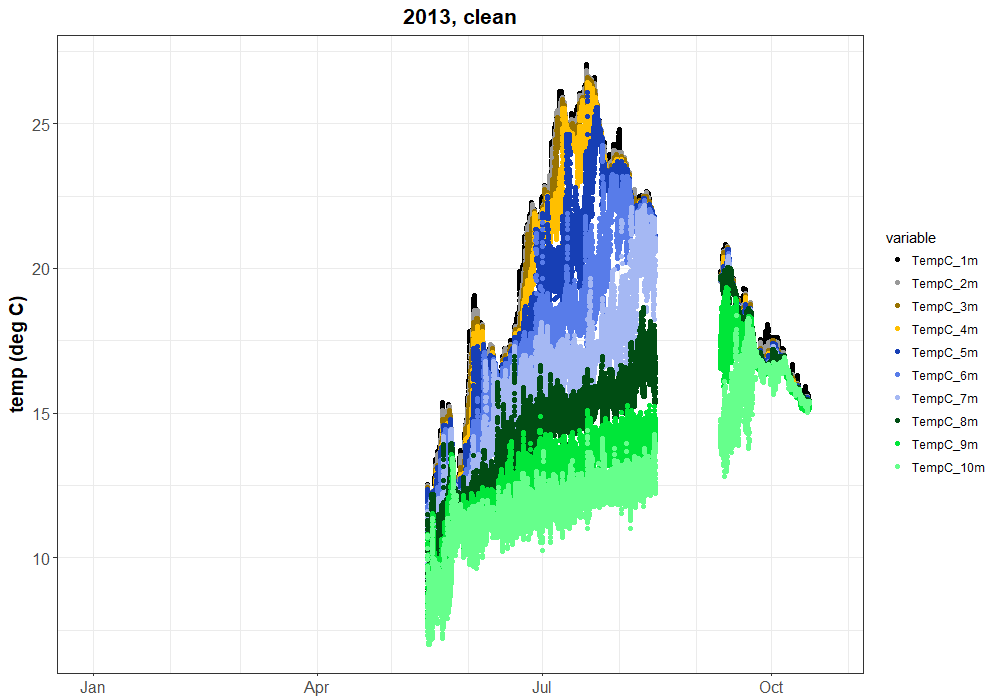 2013, clean
temp (deg C)
25
20
15
10
Jan
Apr
Jul
Oct
variable
TempC_1m
TempC_2m
TempC_3m
TempC_4m
TempC_5m
TempC_6m
TempC_7m
TempC_8m
TempC_9m
TempC_10m